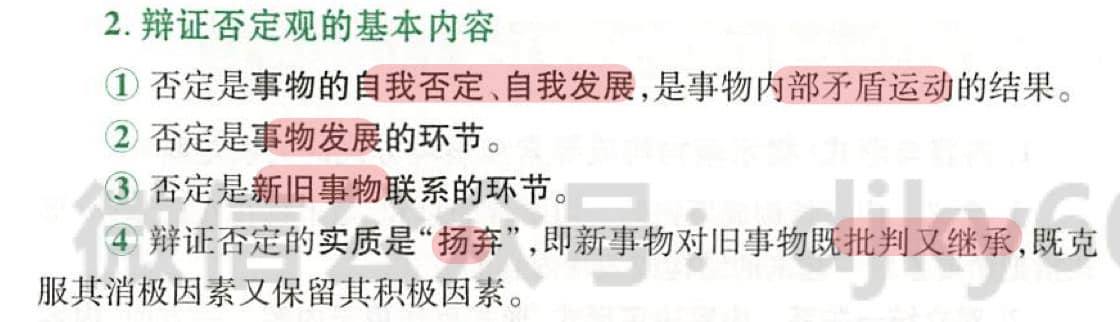 2. 辩证否定观的基本内容
① 否定是事物的自我否定、自我发展,是事物内部矛盾运动的结果。
② 否定是事物发展的环节。
③ 否定是新旧事物联系的环节。
微信公众号:djky6
④ 辩证否定的实质是“扬弃”,即新事物对旧事物既批判又继承,既克
服其消极因素又保留其积极因素。